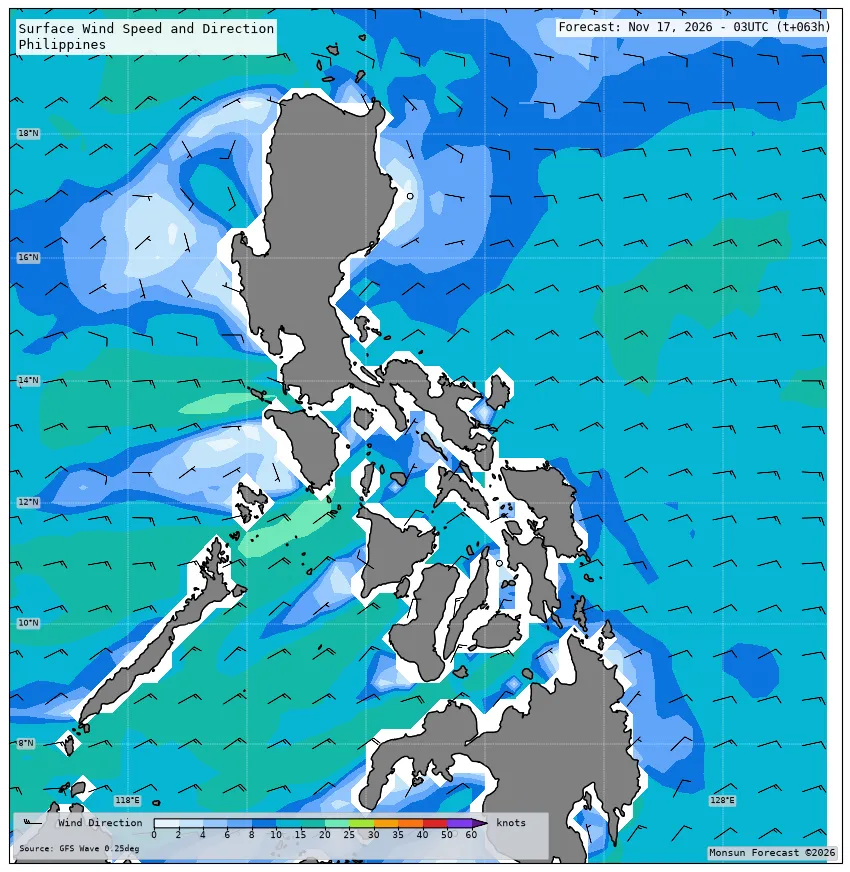 Surface Wind Speed and Direction
Philippines
Forecast: Nov 17, 2026 - 03UTC (t+063h)
18°N
16°N
14°N
12°N
10°N
8°N
118°E
128°E
Wind Direction
0 2 4 6 8 10 15 20 25 30 35 40 50 60
knots
Source: GFS Wave 0.25deg
Monsun Forecast ©2026